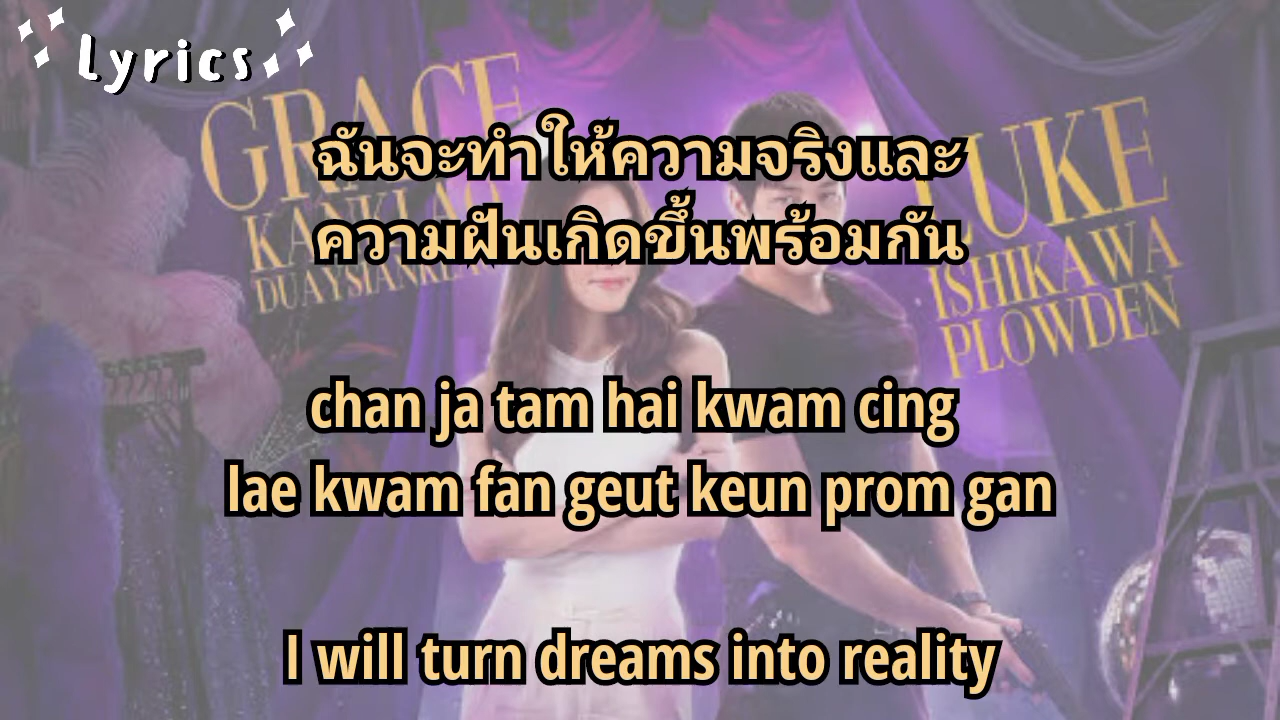 Lyrics
GRACE
KANKLAO
DUAYSIANKLAO
LUKE
ISHIKAWA
PLOWDEN
ฉันจะทำให้ความจริงและ
ความฝันเกิดขึ้นพร้อมกัน
chan ja tam hai kwam cing
lae kwam fan geut keun prom gan
I will turn dreams into reality